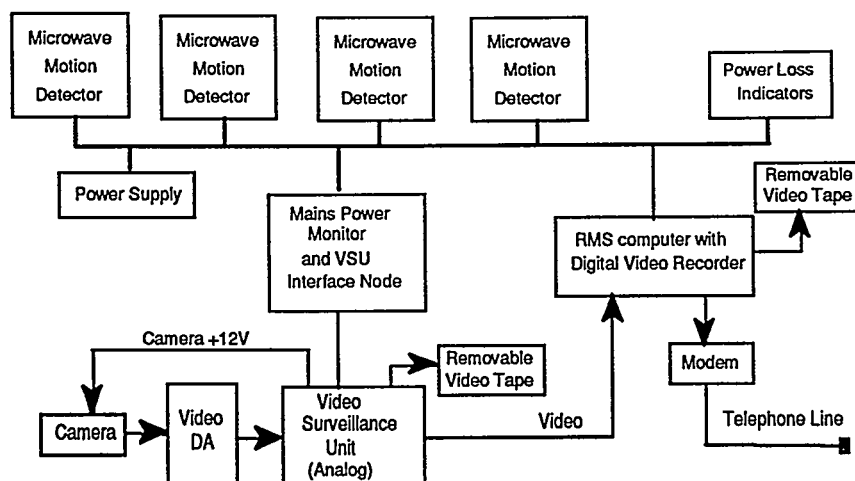 Microwave
Motion
Detector
Microwave
Motion
Detector
Microwave
Motion
Detector
Microwave
Motion
Detector
Power Loss
Indicators
Power Supply
Mains Power
Monitor
and VSU
Interface Node
RMS computer with
Digital Video Recorder
Removable
Video Tape
Camera +12V
Removable
Video Tape
Modem
Camera
Video
DA
Video
Surveillance
Unit
(Analog)
Video
Telephone Line